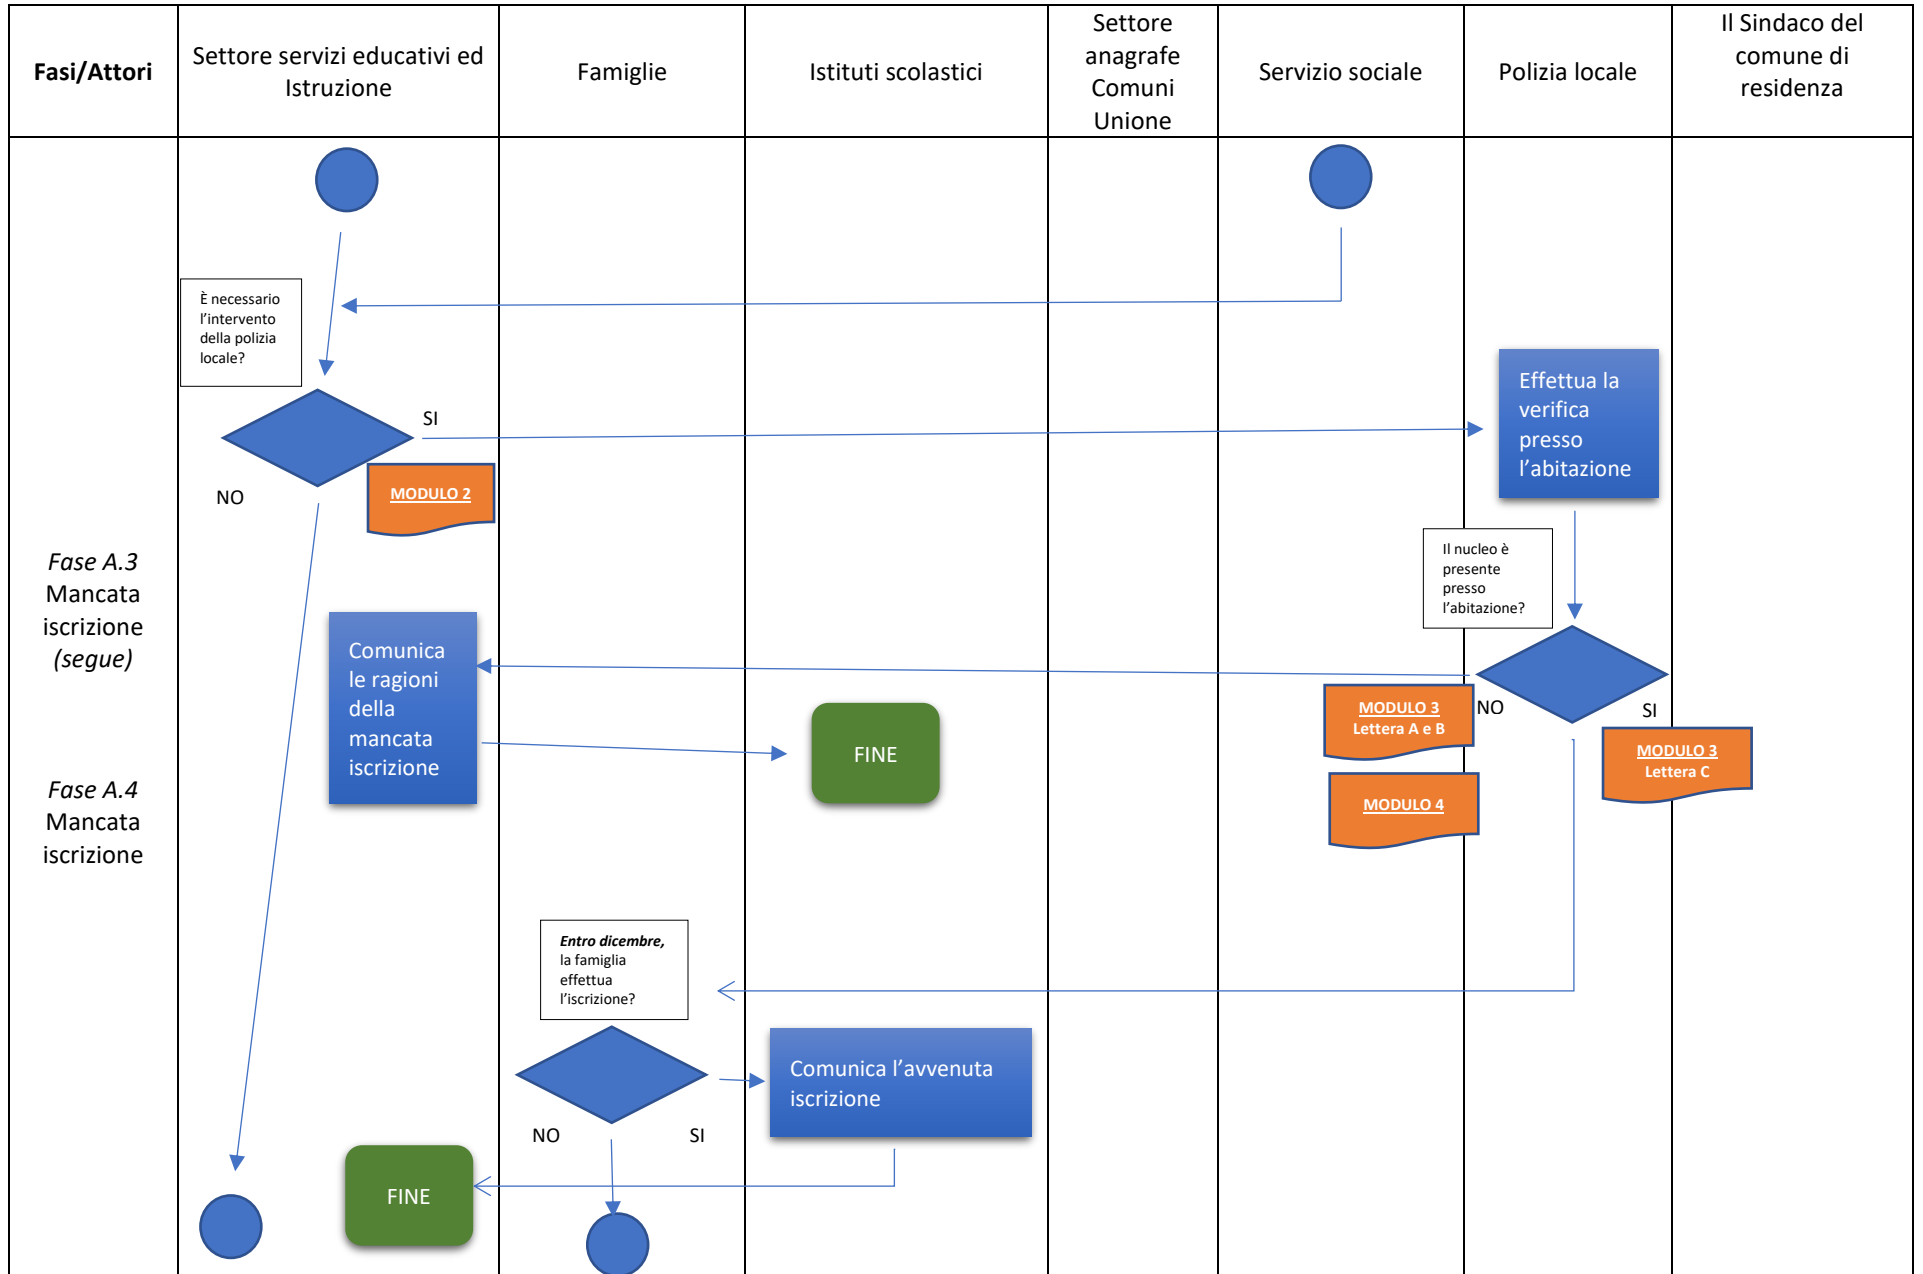 Fasi/Attori
Settore servizi educativi ed
Istruzione
Famiglie
Istituti scolastici
Settore
anagrafe
Comuni
Unione
Servizio sociale
Polizia locale
Il Sindaco del
comune di
residenza
Fase A.3
Mancata
iscrizione
(segue)
Fase A.4
Mancata
iscrizione
È necessario
l'intervento
della polizia
locale?
SI
NO
MODULO 2
Effettua la
verifica
presso
l'abitazione
Il nucleo è
presente
presso
l'abitazione?
NO
SI
MODULO 3
Lettera A e B
MODULO 4
MODULO 3
Lettera C
Comunica
le ragioni
della
mancata
iscrizione
FINE
Entro dicembre,
la famiglia
effettua
l'iscrizione?
NO
SI
Comunica l'avvenuta
iscrizione
FINE